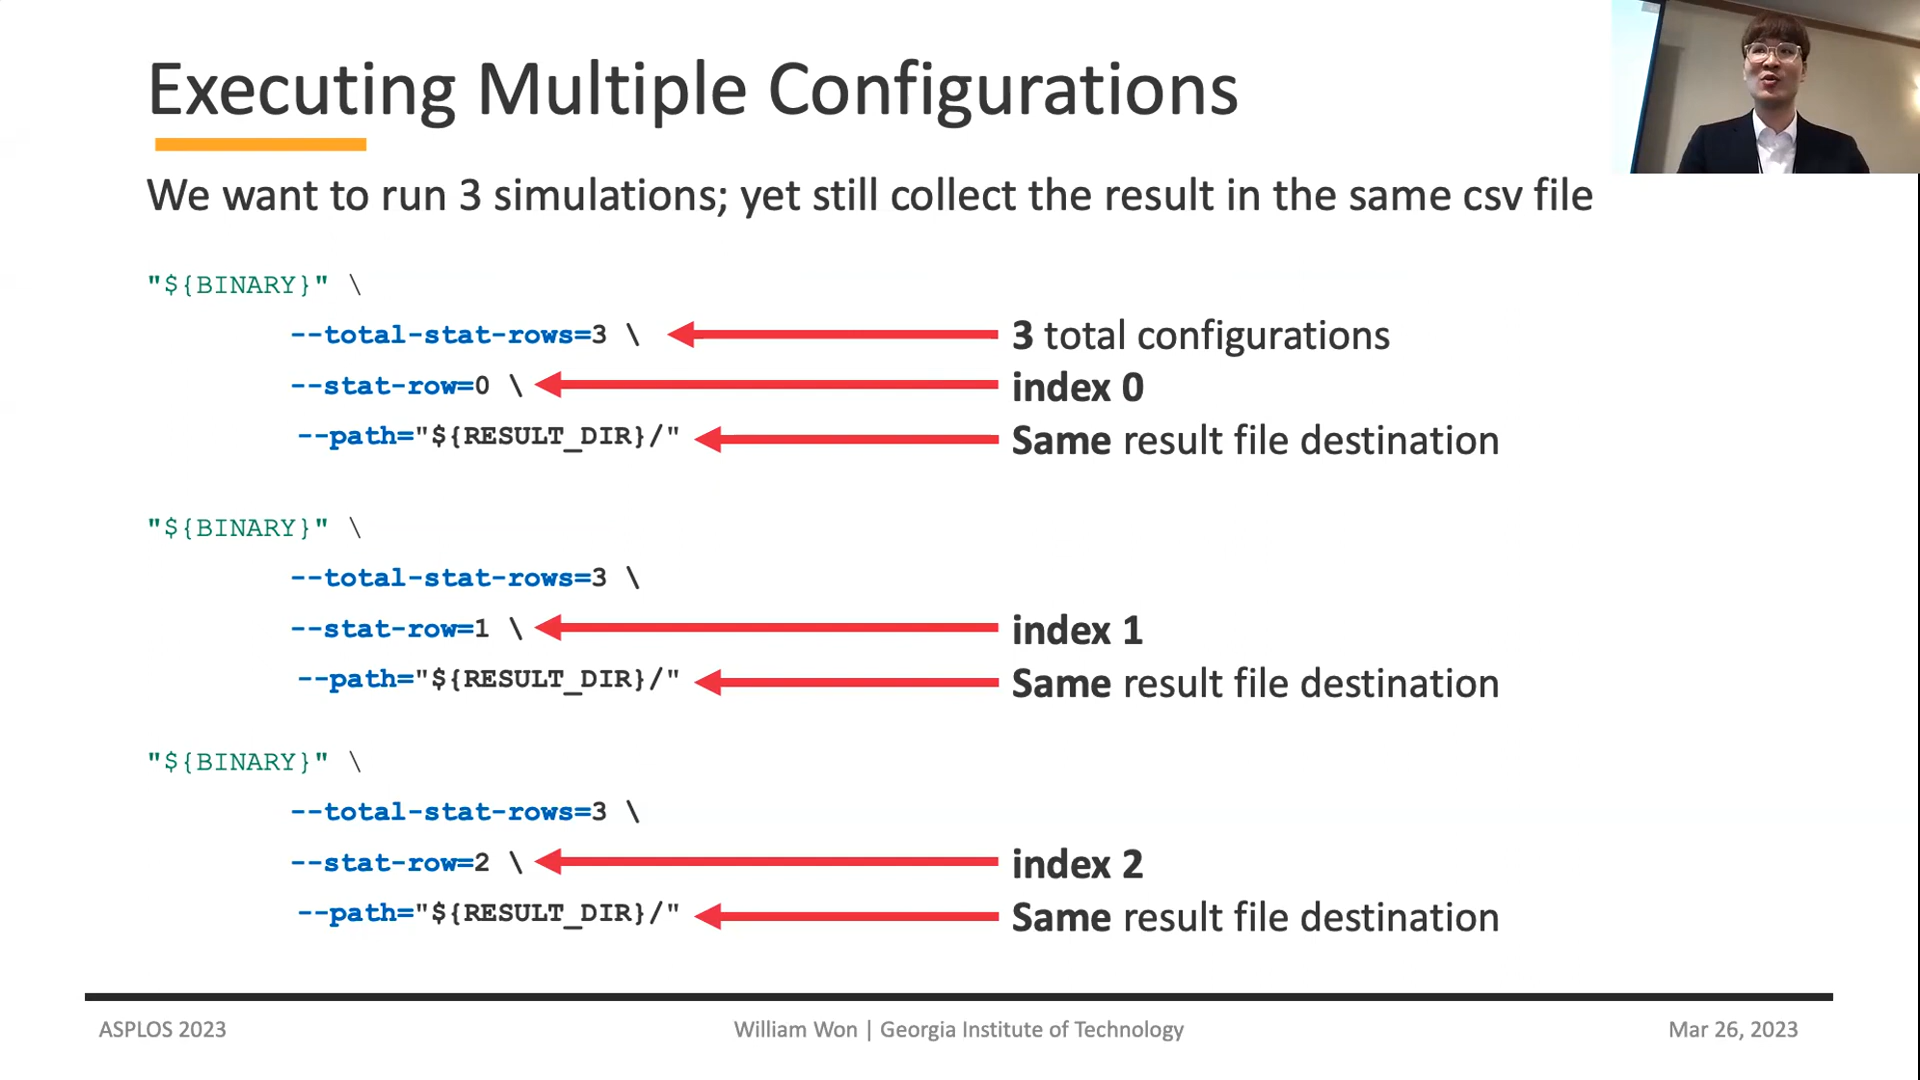 Executing Multiple Configurations
We want to run 3 simulations; yet still collect the result in the same csv file
"${BINARY}" \
--total-stat-rows=3 \
3 total configurations
--stat-row=0 \
index 0
--path="${RESULT_DIR}/"
Same result file destination
"${BINARY}" \
--total-stat-rows=3 \
--stat-row=1 \
index 1
--path="${RESULT_DIR}/"
Same result file destination
"${BINARY}" \
--total-stat-rows=3 \
--stat-row=2 \
index 2
--path="${RESULT_DIR}/"
Same result file destination
ASPLOS 2023
William Won | Georgia Institute of Technology
Mar 26, 2023